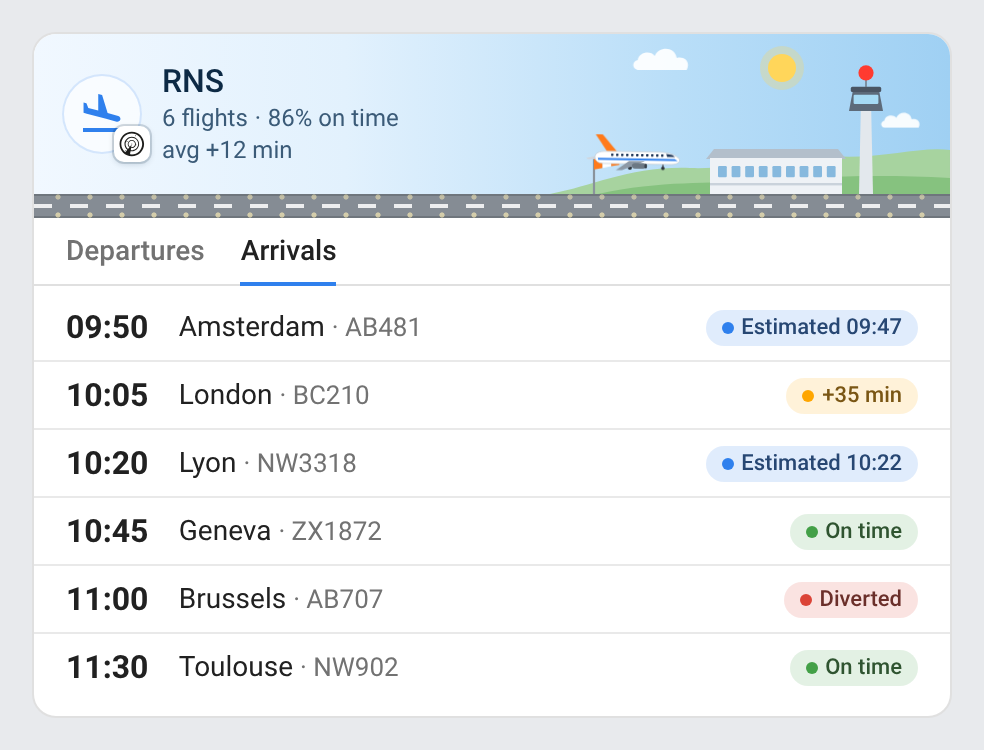 RNS
6 flights · 86% on time
avg +12 min
Departures Arrivals
09:50 Amsterdam · AB481 Estimated 09:47
10:05 London · BC210 +35 min
10:20 Lyon · NW3318 Estimated 10:22
10:45 Geneva · ZX1872 On time
11:00 Brussels · AB707 Diverted
11:30 Toulouse · NW902 On time